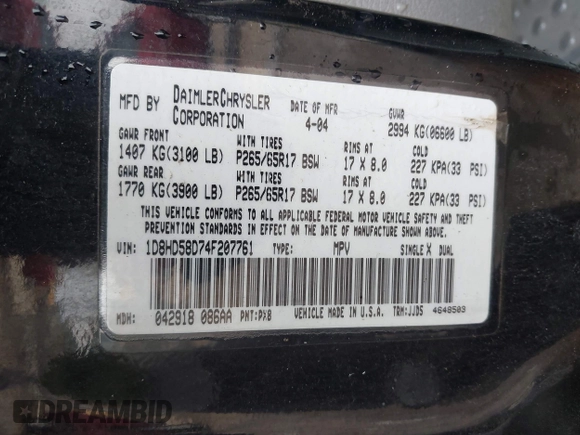 MFD BY DAIMLERCHRYSLER CORPORATION DATE OF MFR 4-04 GVWR 2994 KG(06600 LB)
GAWR FRONT WITH TIRES RIMS AT COLD
1407 KG(3100 LB) P265/65R17 BSW 17 X 8.0 227 KPA(33 PSI)
GAWR REAR WITH TIRES RIMS AT COLD
1770 KG(3900 LB) P265/65R17 BSW 17 X 8.0 227 KPA(33 PSI)
THIS VEHICLE CONFORMS TO ALL APPLICABLE FEDERAL MOTOR VEHICLE SAFETY AND THEFT
PREVENTION STANDARDS IN EFFECT ON THE DATE OF MANUFACTURE SHOWN ABOVE.
VIN: 1D8HD58D74F207761 TYPE: MPV SINGLE X DUAL
MDH: 042918 086AA PNT: VEHICLE MADE IN U.S.A. TRM:JJD5 4648503
DREAMBID